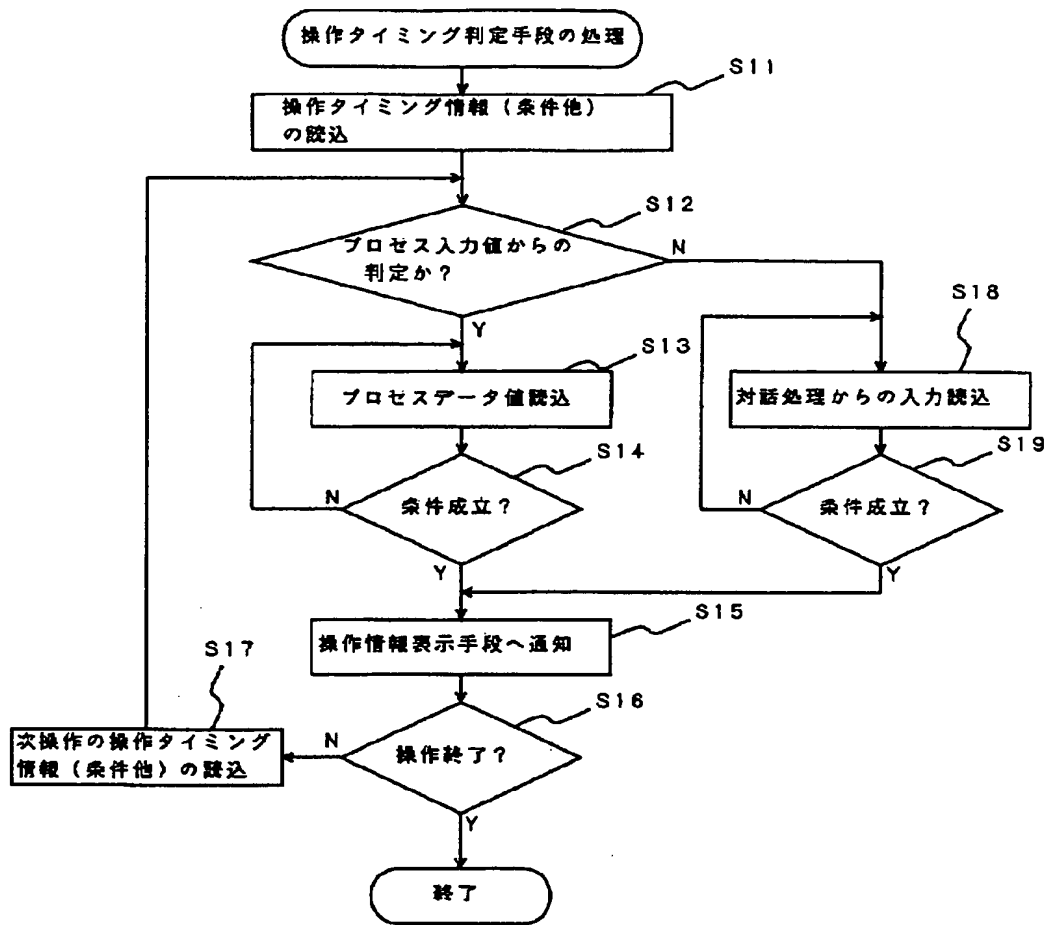 操作タイミング判定手段の処理
S11
操作タイミング情報（条件他）
の読込
S12
プロセス入力値からの
判定か？
N
Y
S18
S13
プロセスデータ値読込
対話処理からの入力読込
S14
S19
N
条件成立？
N
条件成立？
Y
Y
S15
操作情報表示手段へ通知
S17
S16
次操作の操作タイミング
情報（条件他）の読込
N
操作終了？
Y
終了